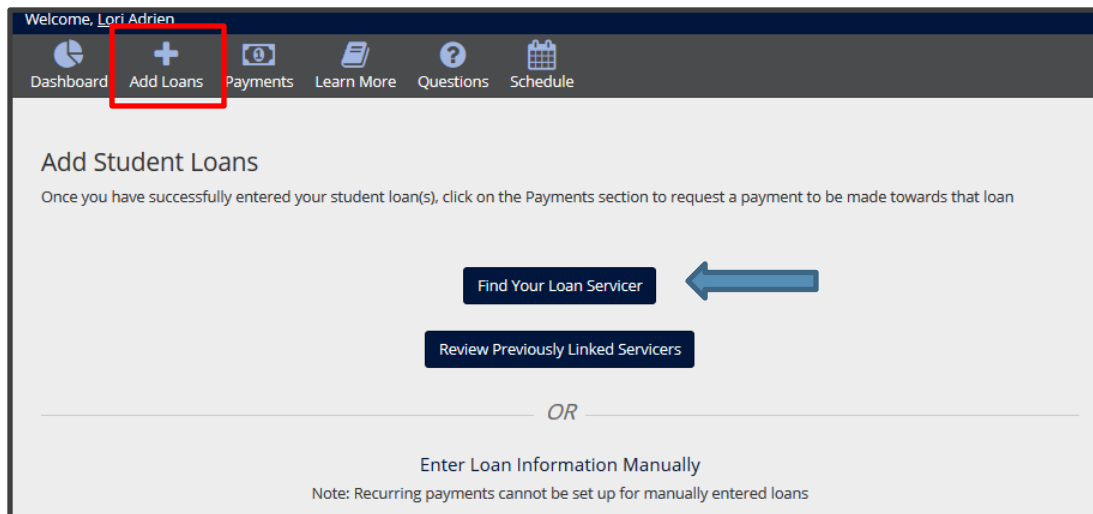 Welcome, Lori Adrien
Dashboard Add Loans Payments Learn More Questions Schedule
Add Student Loans
Once you have successfully entered your student loan(s), click on the Payments section to request a payment to be made towards that loan
Find Your Loan Servicer
Review Previously Linked Servicers
OR
Enter Loan Information Manually
Note: Recurring payments cannot be set up for manually entered loans